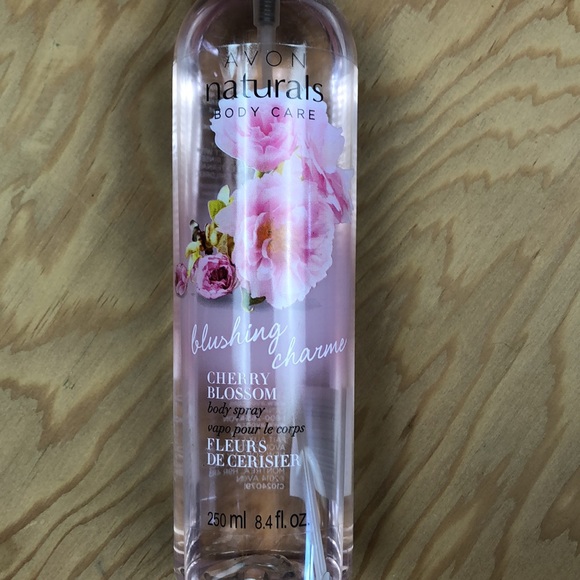 AVON
naturals
BODY CARE
blushing
charme
CHERRY
BLOSSOM
body spray
vapo pour le corps
FLEURS
DE CERISIER
250 ml 8.4 fl. oz.